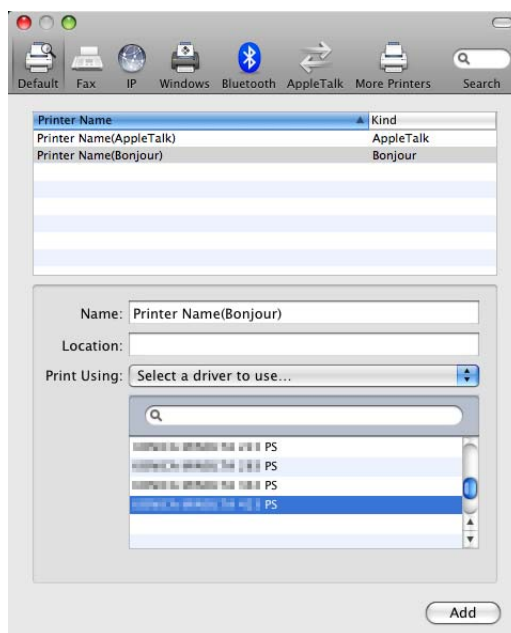 Default Fax IP Windows Bluetooth AppleTalk More Printers Search
Printer Name Kind
Printer Name(AppleTalk) AppleTalk
Printer Name(Bonjour) Bonjour
Name: Printer Name(Bonjour)
Location:
Print Using: Select a driver to use...
PS
PS
PS
PS
Add